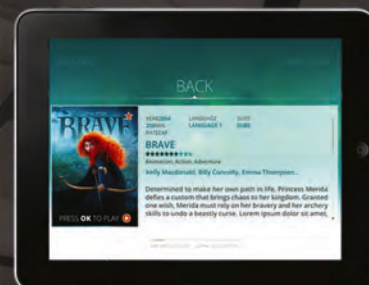 BACK
BRAVE
PRESS OK TO PLAY
LANGUAGE
SUBS
LANGUAGE 1
DUBS
BRAVE
Animation, Action, Adventure
Kelly Macdonald, Billy Connolly, Emma Thompson...
Determined to make her own path in life, Princess Merida
defies a custom that brings chaos to her kingdom. Granted
one wish, Merida must rely on her bravery and her archery
skills to undo a beastly curse. Lorem ipsum dolor sit amet,